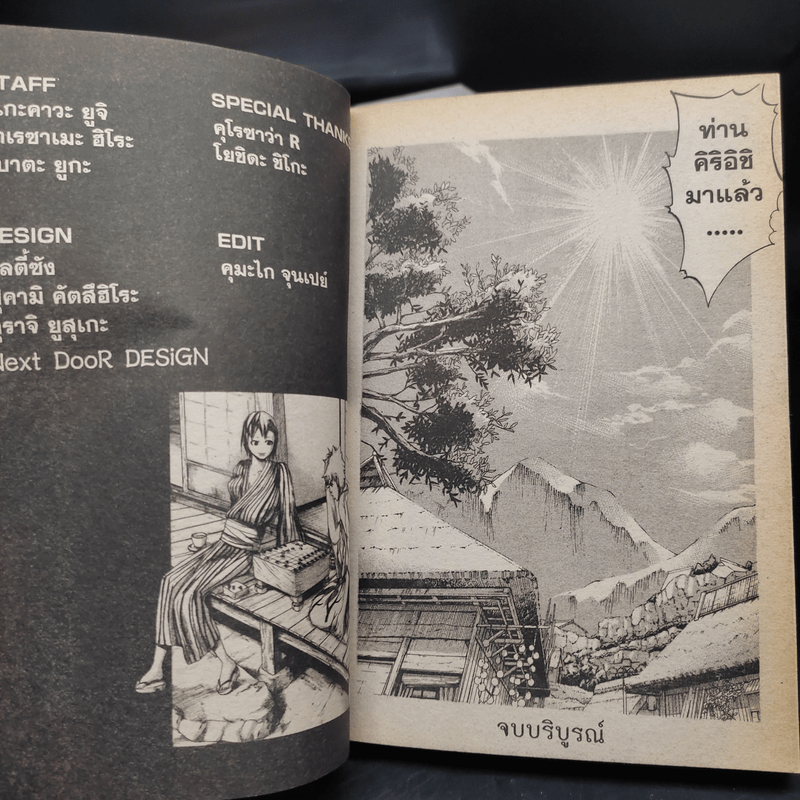 TAFF
เกะคาวะ ยูจิ
าเรซาเมะ ฮิโระ
บาตะ ยูกะ
SPECIAL THANKS
คุโรซาว่า R
โยชิดะ ชิโกะ
ESIGN
ลตี้ซัง
ุคามิ คัตสึฮิโระ
ุราจิ ยูสุเกะ
Next DooR DESiGN
EDIT
คุมะไก จุนเปย์
ท่าน
คิริอิชิ
มาแล้ว
.....
จบบริบูรณ์